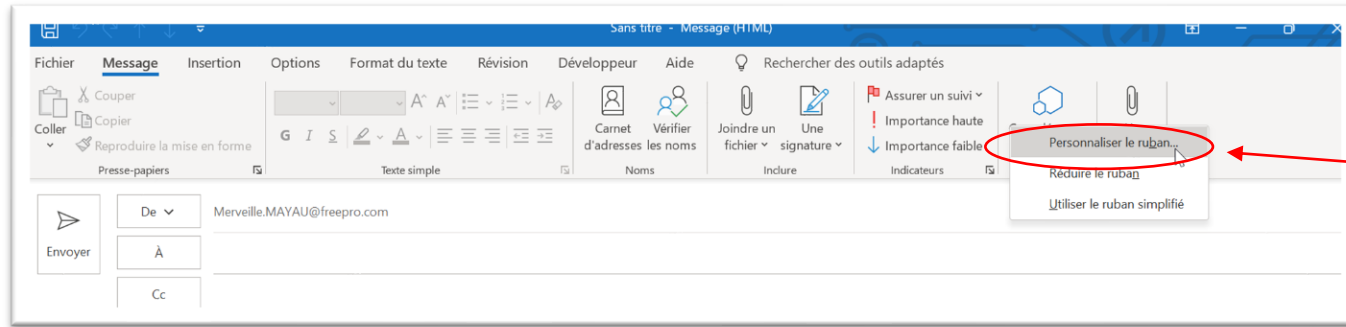 Sans titre - Message (HTML)
Fichier Message Insertion Options Format du texte Révision Développeur Aide Rechercher des outils adaptés
Couper
Copier
Reproduire la mise en forme
Coller
Presse-papiers
A^ A˅
G I S A
Texte simple
Carnet d'adresses
Vérifier les noms
Noms
Joindre un fichier
Une signature
Inclure
Assurer un suivi
Importance haute
Importance faible
Indicateurs
Personnaliser le ruban...
Réduire le ruban
Utiliser le ruban simplifié
Envoyer
De Merveille.MAYAU@freepro.com
À
Cc